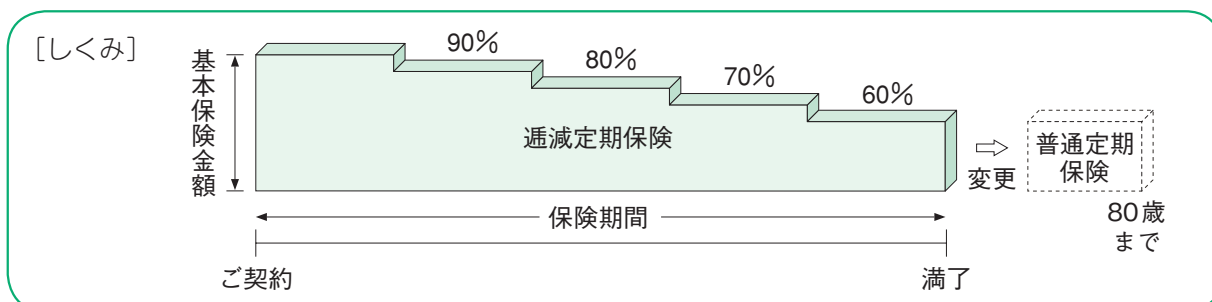 [しくみ]
基本保険金額
90%
80%
70%
60%
逓減定期保険
変更
普通定期
保険
80歳
まで
保険期間
ご契約
満了